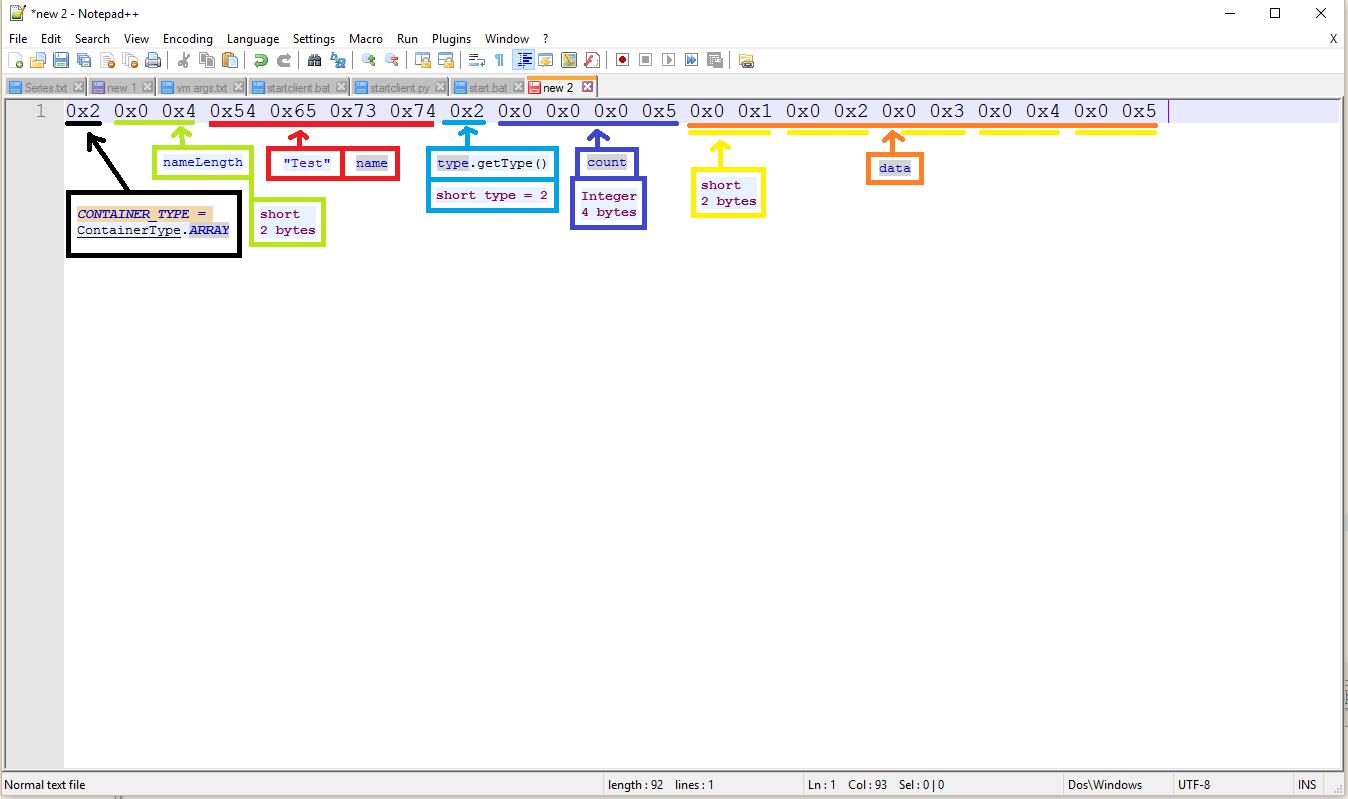 *new 2 - Notepad++
File Edit Search View Encoding Language Settings Macro Run Plugins Window ? X
Series.txt new 1 vm args.txt startclient.bat startclient.py start.bat new 2
1 0x2 0x0 0x4 0x54 0x65 0x73 0x74 0x2 0x0 0x0 0x0 0x5 0x0 0x1 0x0 0x2 0x0 0x3 0x0 0x4 0x0 0x5
nameLength "Test" name type.getType() count data
short type = 2 Integer short
4 bytes 2 bytes
CONTAINER_TYPE = short
ContainerType.ARRAY 2 bytes
Normal text file length : 92 lines : 1 Ln : 1 Col : 93 Sel : 0 | 0 Dos\Windows UTF-8 INS